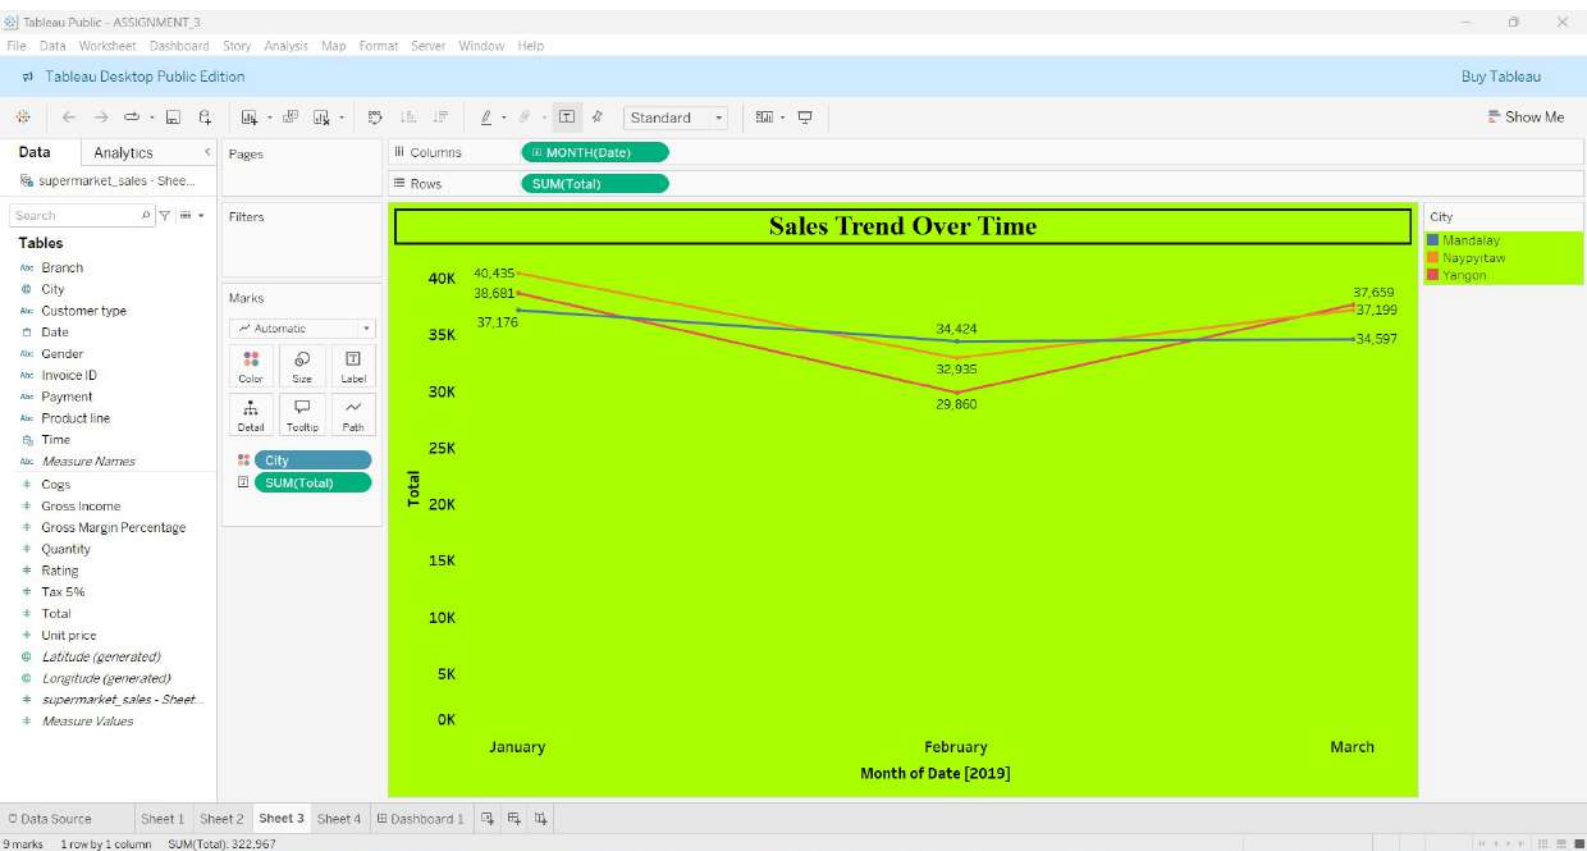 Tableau Public - ASSIGNMENT_3
File Data Worksheet Dashboard Story Analysis Map Format Server Window Help
Tableau Desktop Public Edition
Buy Tableau
Standard
Show Me
Data Analytics
Pages
Columns
MONTH(Date)
supermarket_sales - Shee...
Rows
SUM(Total)
Search
Filters
Tables
Abc Branch
City
Abc Customer type
Date
Abc Gender
Abc Invoice ID
Abc Payment
Abc Product line
Time
Abc Measure Names
Cogs
Gross Income
Gross Margin Percentage
Quantity
Rating
Tax 5%
Total
Unit price
Latitude (generated)
Longitude (generated)
supermarket_sales - Sheet...
Measure Values
Marks
Automatic
Color Size Label
Detail Tooltip Path
City
SUM(Total)
Sales Trend Over Time
40K
35K
30K
25K
20K
15K
10K
5K
0K
Total
40,435
38,681
37,176
34,424
32,935
29,860
37,659
37,199
34,597
January February March
Month of Date [2019]
City
Mandalay
Naypyitaw
Yangon
Data Source Sheet 1 Sheet 2 Sheet 3 Sheet 4 Dashboard 1
9 marks 1 row by 1 column SUM(Total): 322,967